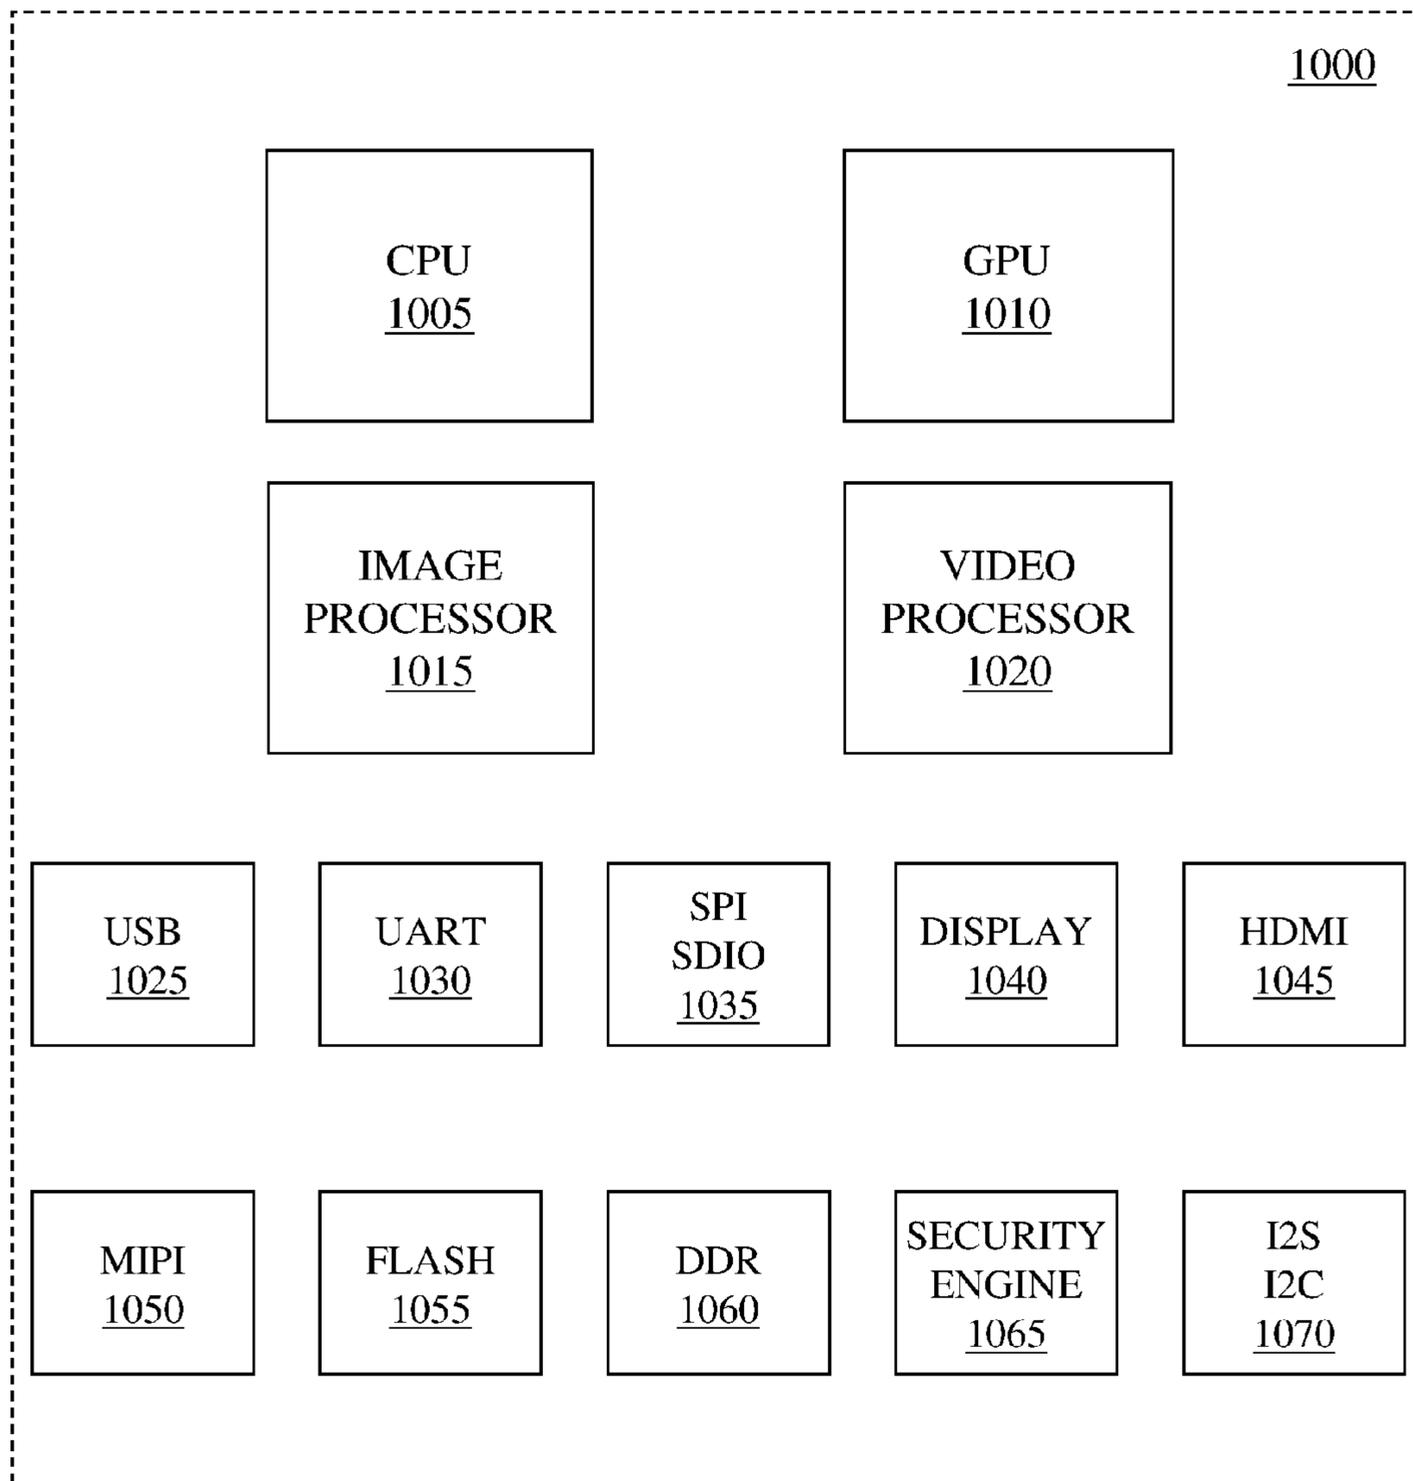 1000
CPU
1005
GPU
1010
IMAGE
PROCESSOR
1015
VIDEO
PROCESSOR
1020
USB
1025
UART
1030
SPI
SDIO
1035
DISPLAY
1040
HDMI
1045
MIPI
1050
FLASH
1055
DDR
1060
SECURITY
ENGINE
1065
I2S
I2C
1070